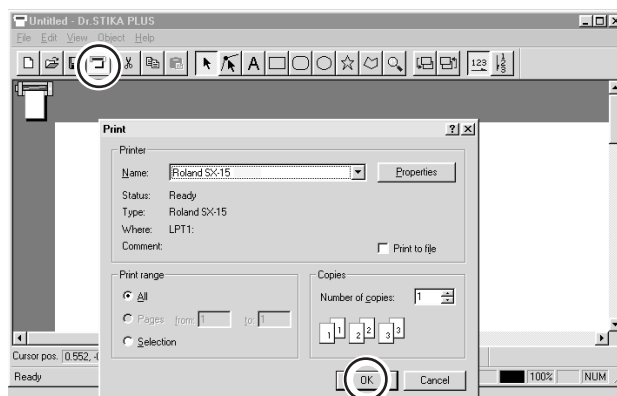 Untitled - Dr.STIKA PLUS
File Edit View Object Help
A 123
Print
Printer
Name: Roland SX-15 Properties
Status: Ready
Type: Roland SX-15
Where: LPT1:
Comment: Print to file
Print range Copies
All Number of copies: 1
Pages from: 1 to: 1
1 1 2 2 3 3
Selection
Cursor pos. 0.552,
OK Cancel
Ready 100% NUM